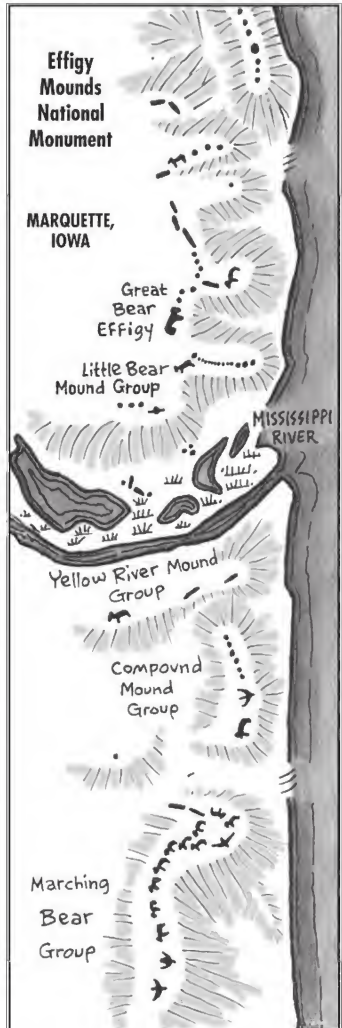 Effigy
Mounds
National
Monument
MARQUETTE,
IOWA
Great
Bear
Effigy
Little Bear
Mound Group
MISSISSIPPI
RIVER
Yellow River Mound
Group
Compound
Mound
Group
Marching
Bear
Group